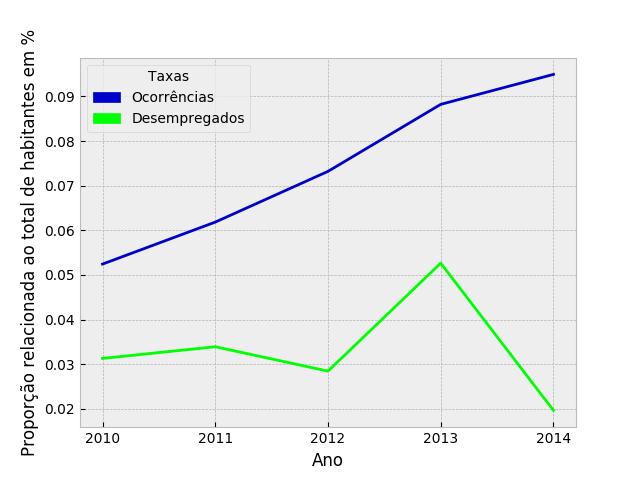 Proporção relacionada ao total de habitantes em %
Taxas
Ocorrências
Desempregados
0.09
0.08
0.07
0.06
0.05
0.04
0.03
0.02
2010 2011 2012 2013 2014
Ano